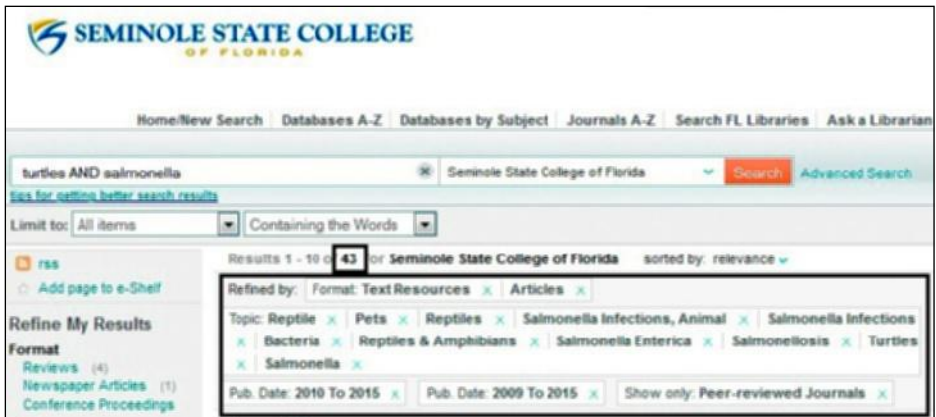 SEMINOLE STATE COLLEGE
OF FLORIDA
Home/New Search Databases A-Z Databases by Subject Journals A-Z Search FL Libraries Ask a Librarian
turtles AND salmonella Seminole State College of Florida Search Advanced Search
tips for getting better search results
Limit to: All items Containing the Words
rss
Results 1 - 10 of 43 for Seminole State College of Florida sorted by: relevance
Add page to e-Shelf
Refined by: Format: Text Resources x Articles x
Refine My Results
Topic: Reptile x Pets x Reptiles x Salmonella Infections, Animal x Salmonella Infections
x Bacteria x Reptiles & Amphibians x Salmonella Enterica x Salmonellosis x Turtles
x Salmonella x
Format
Reviews (4)
Newspaper Articles (1)
Conference Proceedings
Pub. Date: 2010 To 2015 x Pub. Date: 2009 To 2015 x Show only: Peer-reviewed Journals x